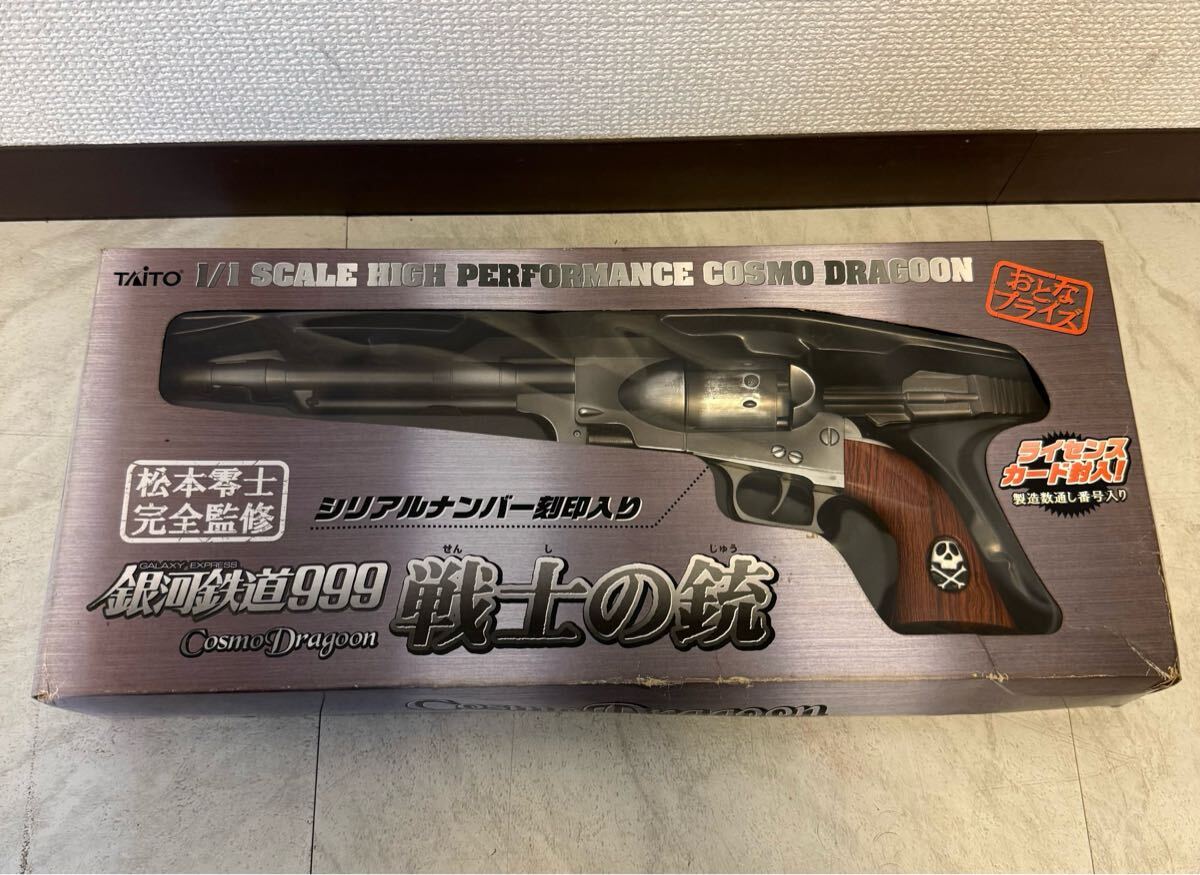 TAITO 1/1 SCALE HIGH PERFORMANCE COSMO DRAGOON
おとな
プライズ
ライセンス
カード封入!
製造数通し番号入り
松本零士
完全監修
シリアルナンバー刻印入り
GALAXY EXPRESS
銀河鉄道999
Cosmo Dragoon
せん し じゅう
戦士の銃
Cosmo Dragoon